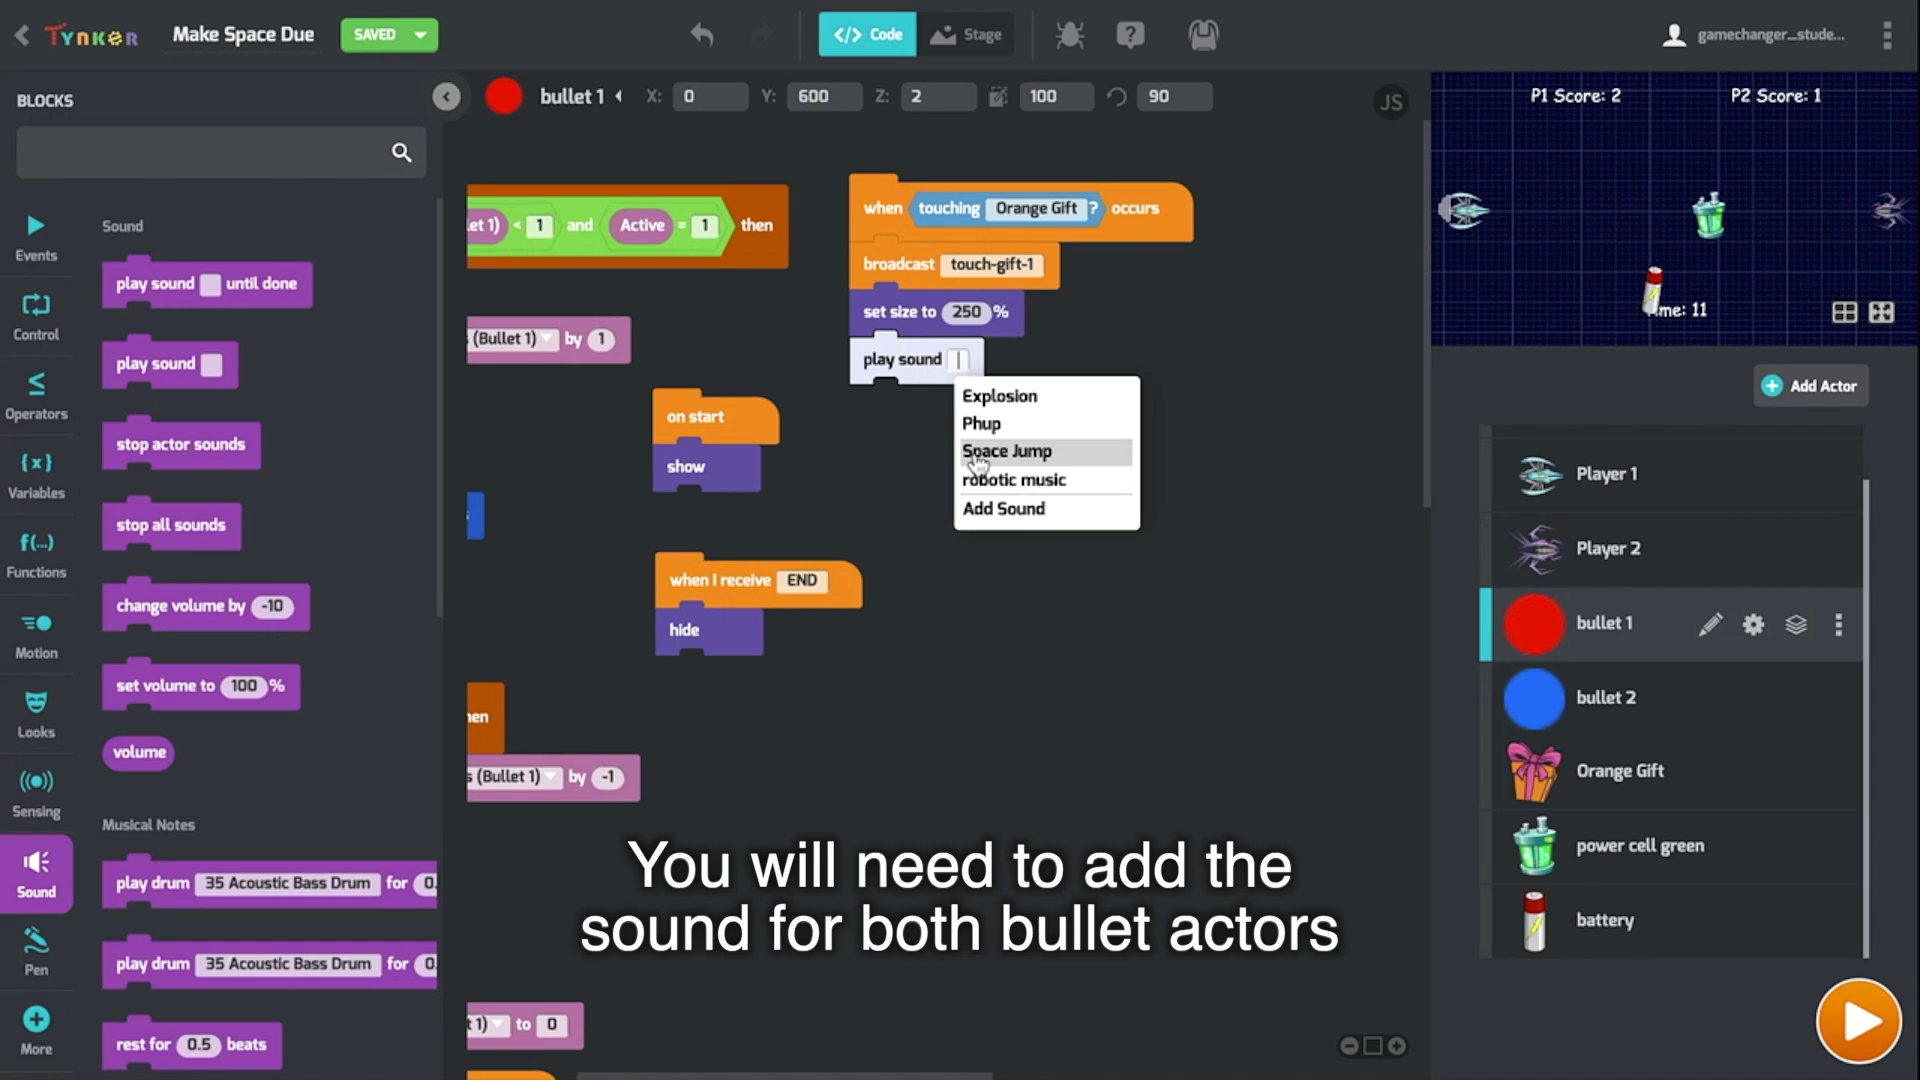 TYNKER
Make Space Due
SAVED
</> Code
Stage
?
gamechanger_stude...
BLOCKS
bullet 1
X: 0
Y: 600
Z: 2
100
90
JS
P1 Score: 2
P2 Score: 1
me: 11
Events
Control
Operators
{x}
Variables
f(...)
Functions
Motion
Looks
Sensing
Sound
Pen
More
Sound
play sound until done
play sound
stop actor sounds
stop all sounds
change volume by -10
set volume to 100 %
volume
Musical Notes
play drum 35 Acoustic Bass Drum for 0.
play drum 35 Acoustic Bass Drum for 0.
rest for 0.5 beats
let 1) < 1 and Active = 1 then
s (Bullet 1) by 1
on start
show
when I receive END
hide
hen
s (Bullet 1) by -1
t 1) to 0
when touching Orange Gift ? occurs
broadcast touch-gift-1
set size to 250 %
play sound
Explosion
Phup
Space Jump
robotic music
Add Sound
Add Actor
Player 1
Player 2
bullet 1
bullet 2
Orange Gift
power cell green
battery
You will need to add the
sound for both bullet actors